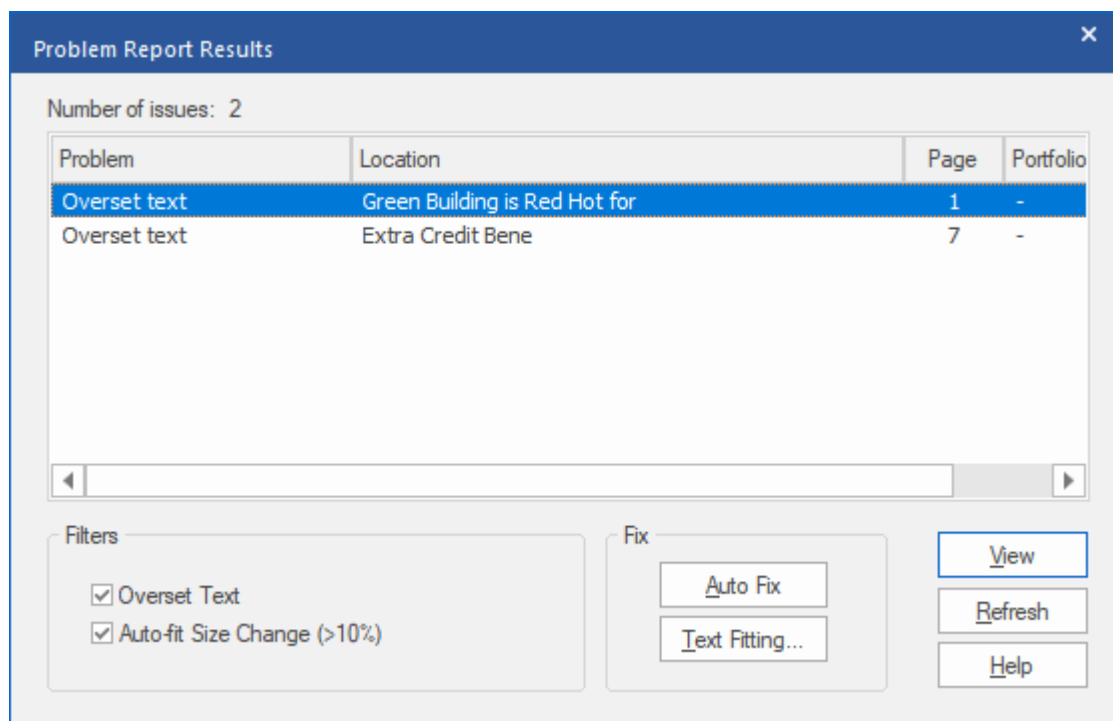 Problem Report Results
Number of issues: 2
Problem Location Page Portfolio
Overset text Green Building is Red Hot for 1 -
Overset text Extra Credit Bene 7 -
Filters
Overset Text
Auto-fit Size Change (>10%)
Fix
Auto Fix
Text Fitting...
View
Refresh
Help